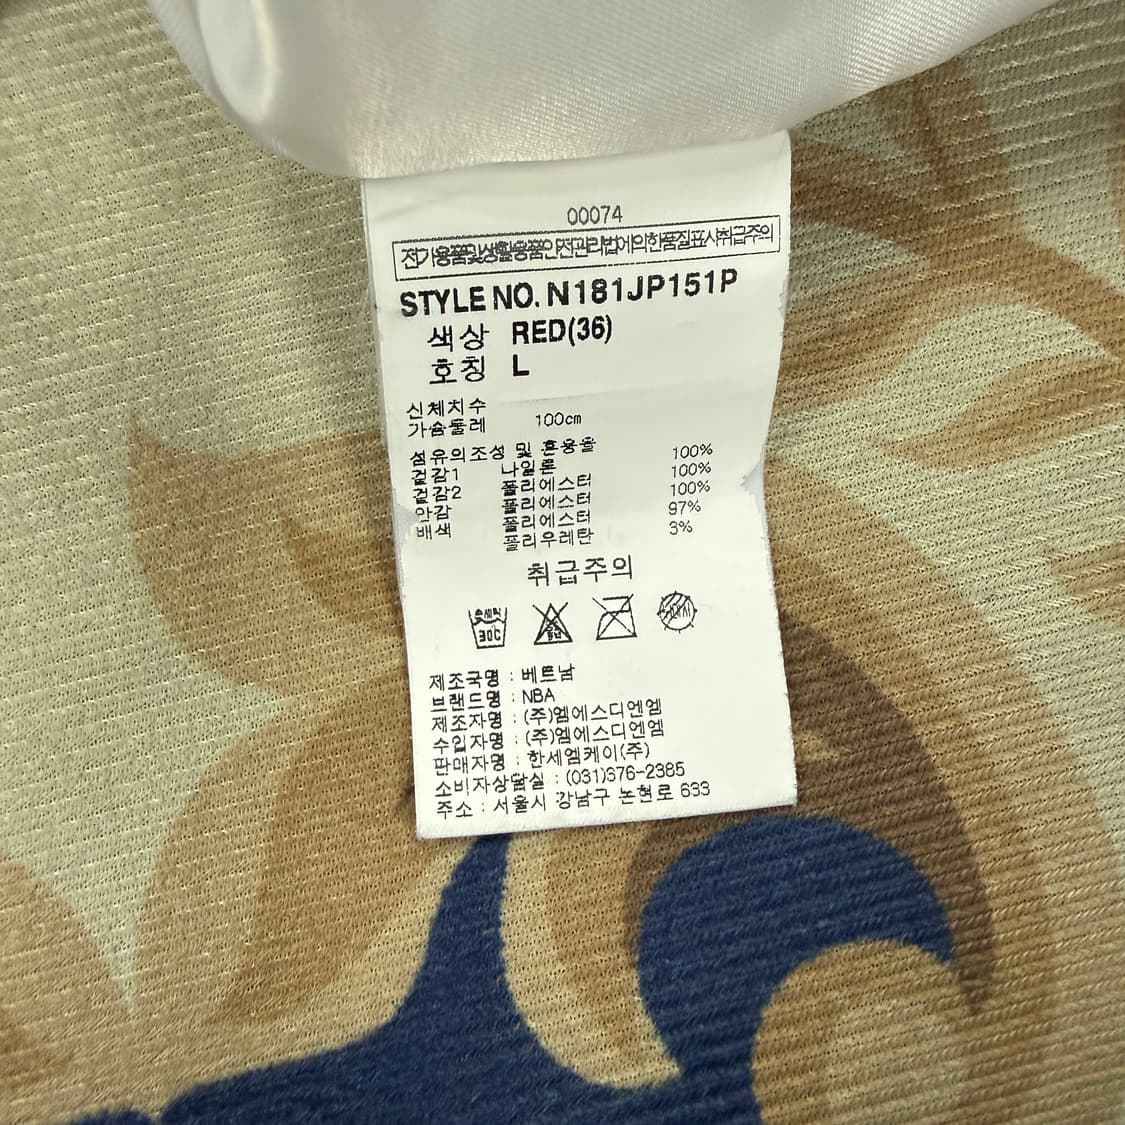 00074
전기용품및생활용품안전관리법에의한품질표시취급주의
STYLE NO. N181JP151P
색상 RED(36)
호칭 L
신체치수
가슴둘레 100cm
섬유의조성 및 혼용율
겉감1 나일론 100%
겉감2 폴리에스터 100%
안감 폴리에스터 100%
배색 폴리에스터 97%
폴리우레탄 3%
취급주의
손세탁
30℃
제조국명 : 베트남
브랜드명 : NBA
제조자명 : (주)엠에스디엔엠
수입자명 : (주)엠에스디엔엠
판매자명 : 한세엠케이(주)
소비자상담실 : (031)376-2385
주소 : 서울시 강남구 논현로 633